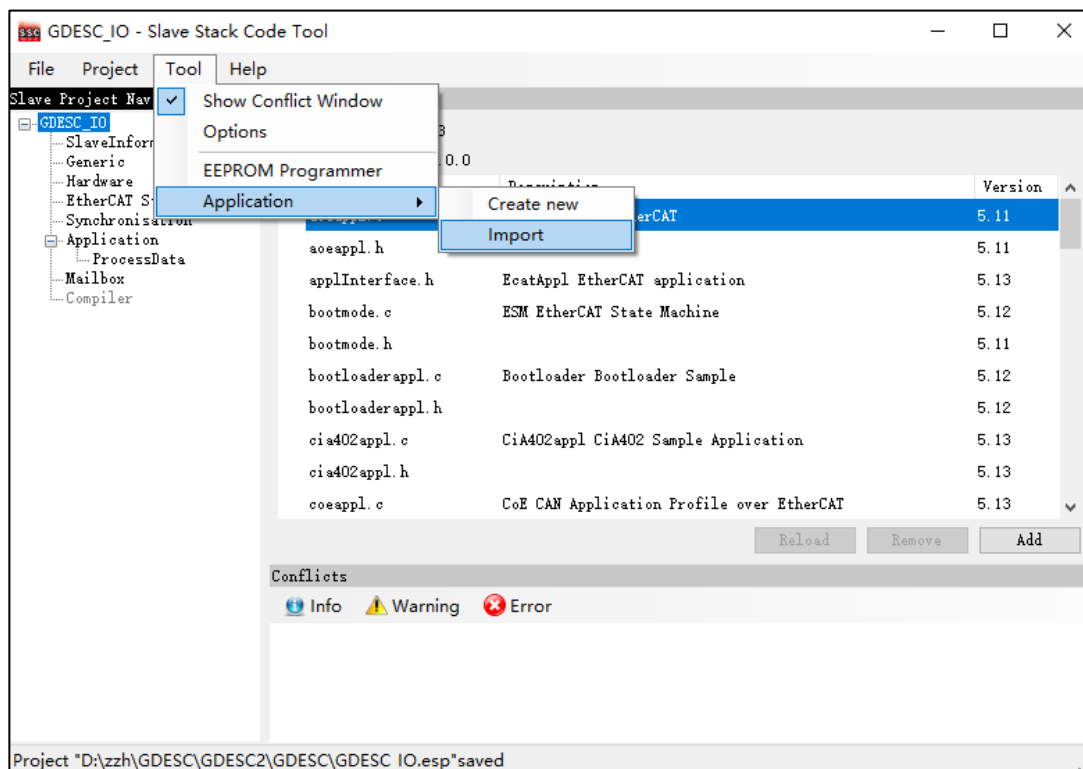 SSC GDESC_IO - Slave Stack Code Tool
File Project Tool Help
Slave Project Nav
Show Conflict Window
Options
EEPROM Programmer
Application
Create new
Import
GDESC_IO
Generic
Hardware
EtherCAT
Application
ProcessData
Mailbox
Compiler
.0.0
Version
erCAT 5.11
aoeappl.h 5.11
applInterface.h EcatAppl EtherCAT application 5.13
bootmode.c ESM EtherCAT State Machine 5.12
bootmode.h 5.11
bootloaderappl.c Bootloader Bootloader Sample 5.12
bootloaderappl.h 5.12
cia402appl.c CiA402appl CiA402 Sample Application 5.13
cia402appl.h 5.13
coeappl.c CoE CAN Application Profile over EtherCAT 5.13
Reload Remove Add
Conflicts
Info Warning Error
Project "D:\zzh\GDESC\GDESC2\GDESC\GDESC_IO.esp"saved